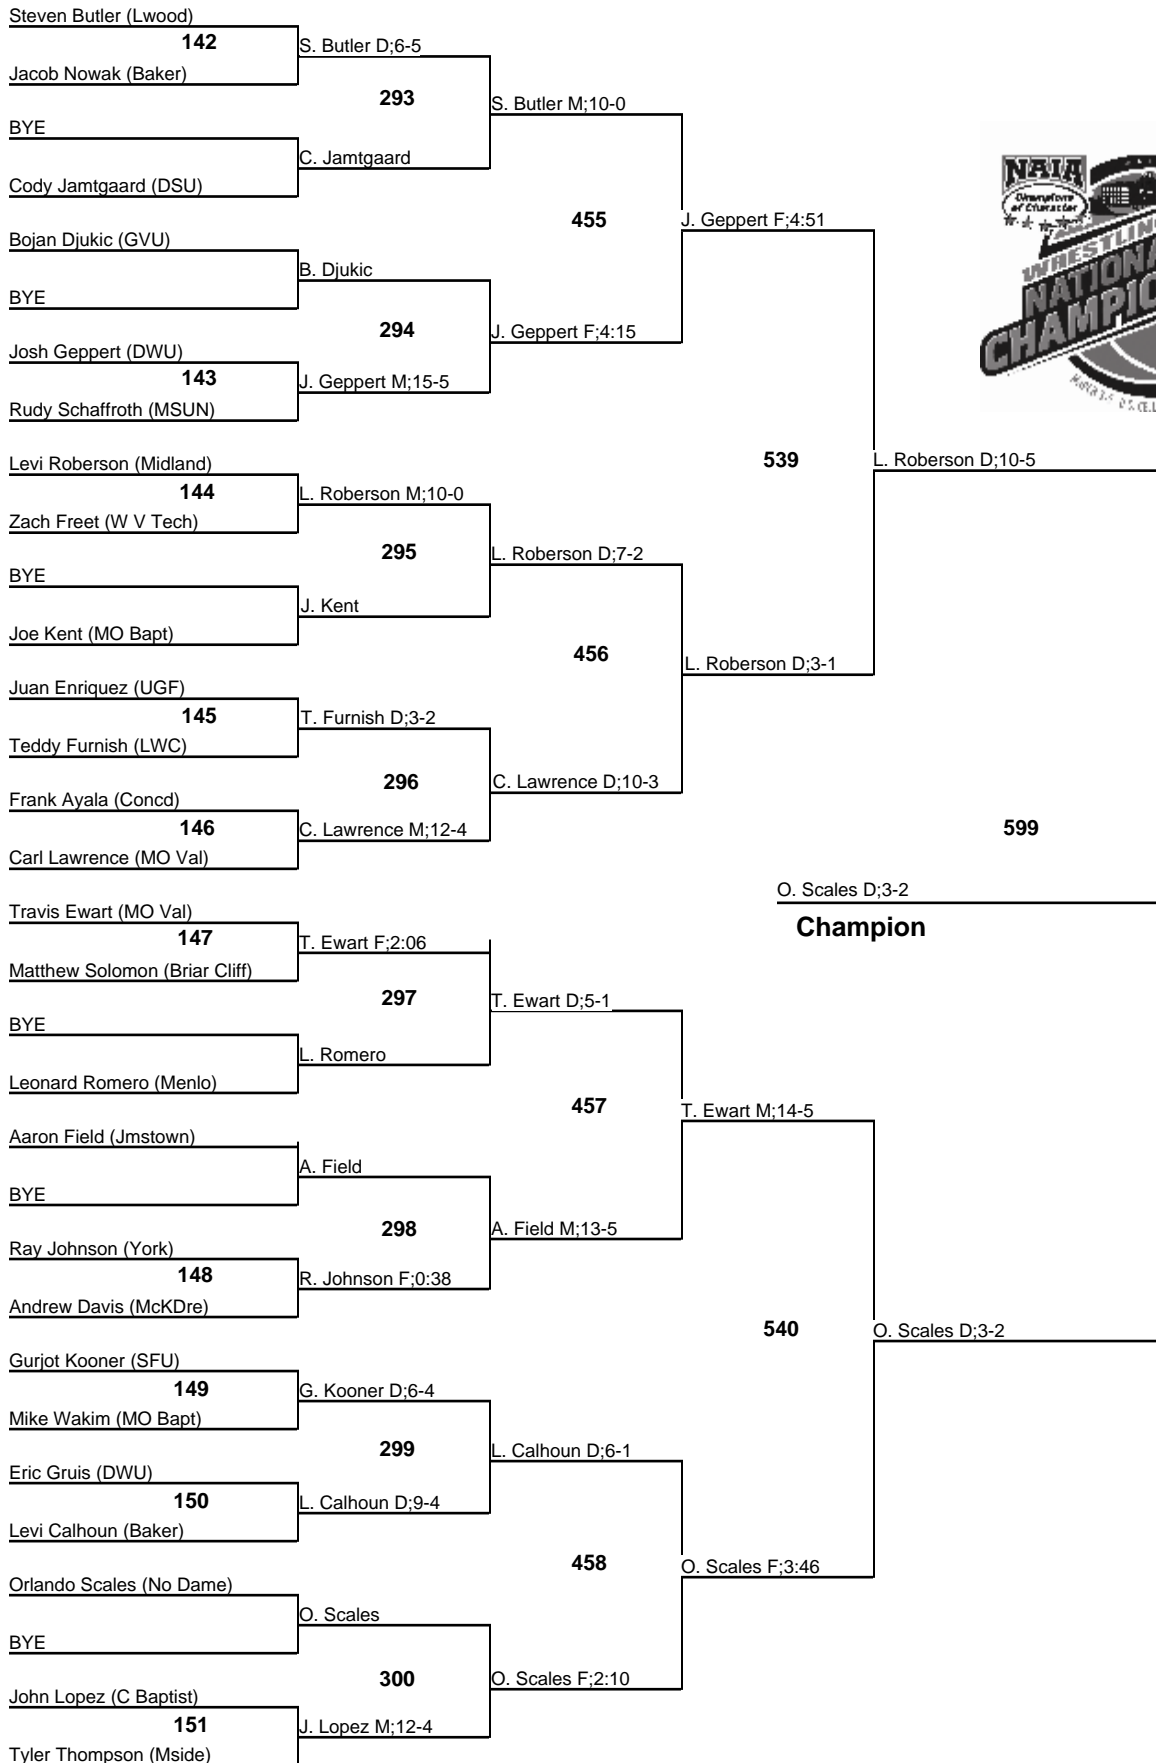 Steven Butler (Lwood)
142
S. Butler D;6-5
Jacob Nowak (Baker)
293
S. Butler M;10-0
BYE
C. Jamtgaard
Cody Jamtgaard (DSU)
455
J. Geppert F;4:51
Bojan Djukic (GVU)
B. Djukic
BYE
294
J. Geppert F;4:15
Josh Geppert (DWU)
143
J. Geppert M;15-5
Rudy Schaffroth (MSUN)
NAIA
Champions
of Character
WRESTLING
NATIONA
CHAMPIO
539
L. Roberson D;10-5
Levi Roberson (Midland)
144
L. Roberson M;10-0
Zach Freet (W V Tech)
295
L. Roberson D;7-2
BYE
J. Kent
Joe Kent (MO Bapt)
456
L. Roberson D;3-1
Juan Enriquez (UGF)
145
T. Furnish D;3-2
Teddy Furnish (LWC)
296
C. Lawrence D;10-3
Frank Ayala (Concd)
146
C. Lawrence M;12-4
Carl Lawrence (MO Val)
599
O. Scales D;3-2
Champion
Travis Ewart (MO Val)
147
T. Ewart F;2:06
Matthew Solomon (Briar Cliff)
297
T. Ewart D;5-1
BYE
L. Romero
Leonard Romero (Menlo)
457
T. Ewart M;14-5
Aaron Field (Jmstown)
A. Field
BYE
298
A. Field M;13-5
Ray Johnson (York)
148
R. Johnson F;0:38
Andrew Davis (McKDre)
540
O. Scales D;3-2
Gurjot Kooner (SFU)
149
G. Kooner D;6-4
Mike Wakim (MO Bapt)
299
L. Calhoun D;6-1
Eric Gruis (DWU)
150
L. Calhoun D;9-4
Levi Calhoun (Baker)
458
O. Scales F;3:46
Orlando Scales (No Dame)
O. Scales
BYE
300
O. Scales F;2:10
John Lopez (C Baptist)
151
J. Lopez M;12-4
Tyler Thompson (Mside)